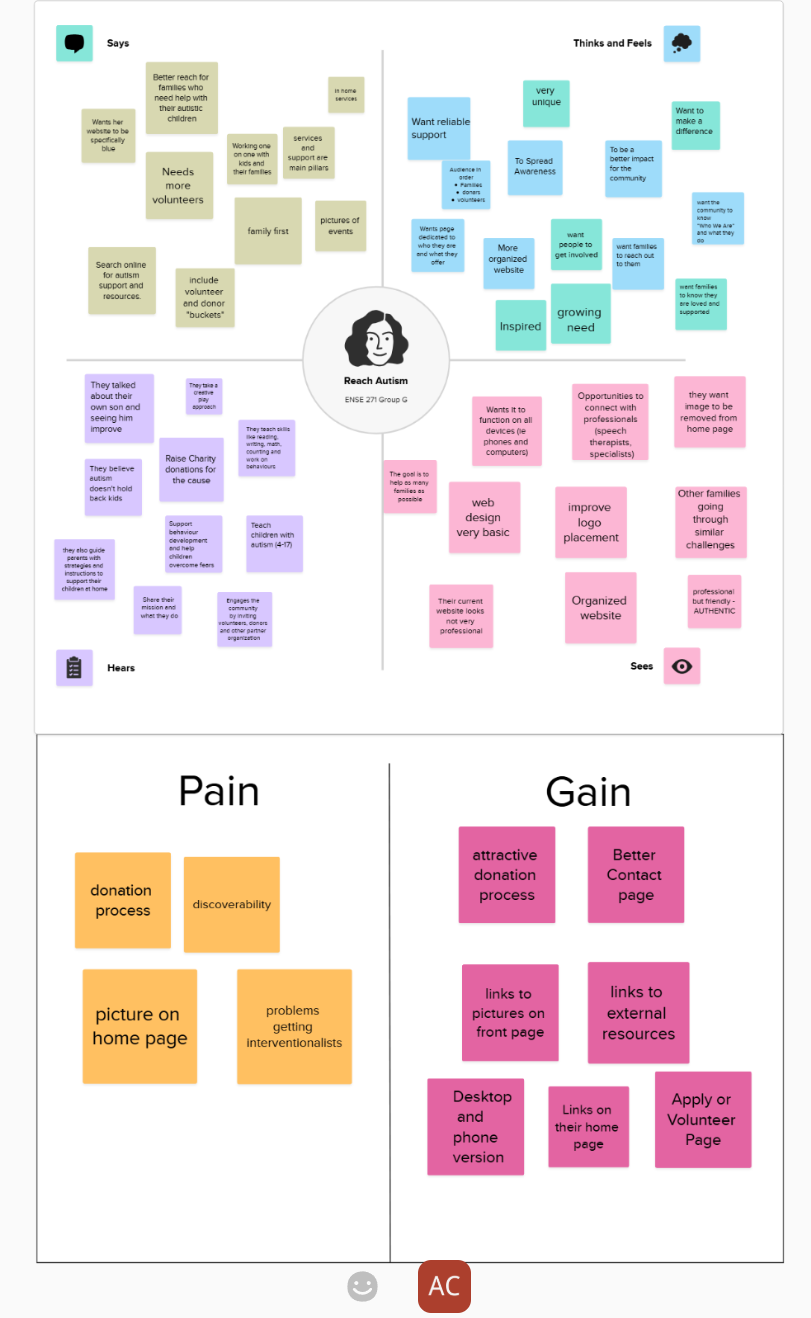 Says
Better reach for
families who
need help with
their autistic
children
in home
services
Wants her
website to be
specifically
blue
Working one
on one with
kids and
their families
services
and
support are
main pillars
Needs
more
volunteers
family first
pictures of
events
Search online
for autism
support and
resources.
include
volunteer
and donor
"buckets"
Thinks and Feels
very
unique
Want reliable
support
Want to
make a
difference
To Spread
Awareness
To be a
better impact
for the
community
Audience in
order
• Families
• donors
• volunteers
want the
community to
know
"Who We Are"
and what they
do
Wants page
dedicated to
who they are
and what they
offer
More
organized
website
want
people to
get involved
want families
to reach out
to them
want families
to know they
are loved and
supported
Inspired
growing
need
Reach Autism
ENSE 271 Group G
They talked
about their
own son and
seeing him
improve
They take a
creative
play
approach
They teach skills
like reading,
writing, math,
counting and
work on
behaviours
Raise Charity
donations for
the cause
They believe
autism
doesn't hold
back kids
Support
behaviour
development
and help
children
overcome fears
Teach
children with
autism (4-17)
they also guide
parents with
strategies and
instructions to
support their
children at home
Share their
mission and
what they do
Engages the
community
by inviting
volunteers, donors
and other partner
organization
Hears
Wants it to
function on all
devices (ie
phones and
computers)
Opportunities to
connect with
professionals
(speech
therapists,
specialists)
they want
image to be
removed from
home page
The goal is to
help as many
families as
possible
web
design
very basic
improve
logo
placement
Other families
going
through
similar
challenges
Their current
website looks
not very
professional
Organized
website
professional
but friendly -
AUTHENTIC
Sees
Pain
donation
process
discoverability
picture on
home page
problems
getting
interventionalists
Gain
attractive
donation
process
Better
Contact
page
links to
pictures on
front page
links to
external
resources
Desktop
and
phone
version
Links on
their home
page
Apply or
Volunteer
Page
AC